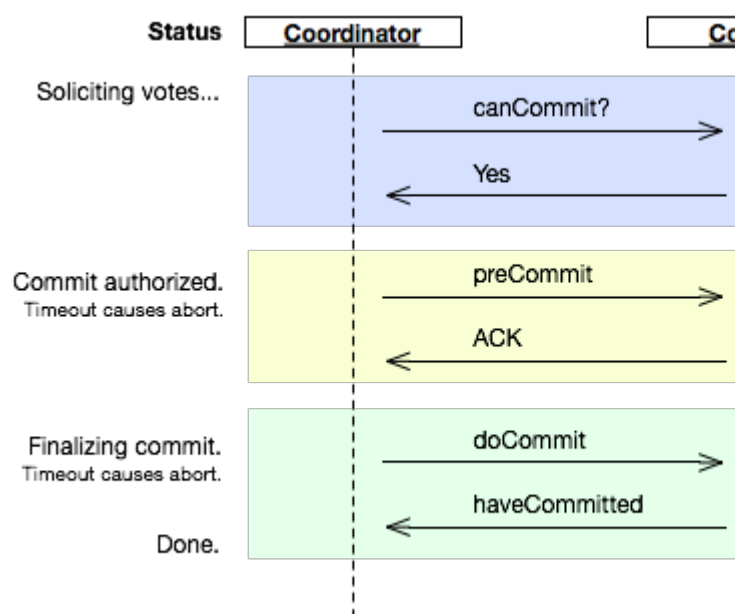 Status Coordinator
Soliciting votes...
canCommit?
Yes
Commit authorized.
Timeout causes abort.
preCommit
ACK
Finalizing commit.
Timeout causes abort.
doCommit
haveCommitted
Done.